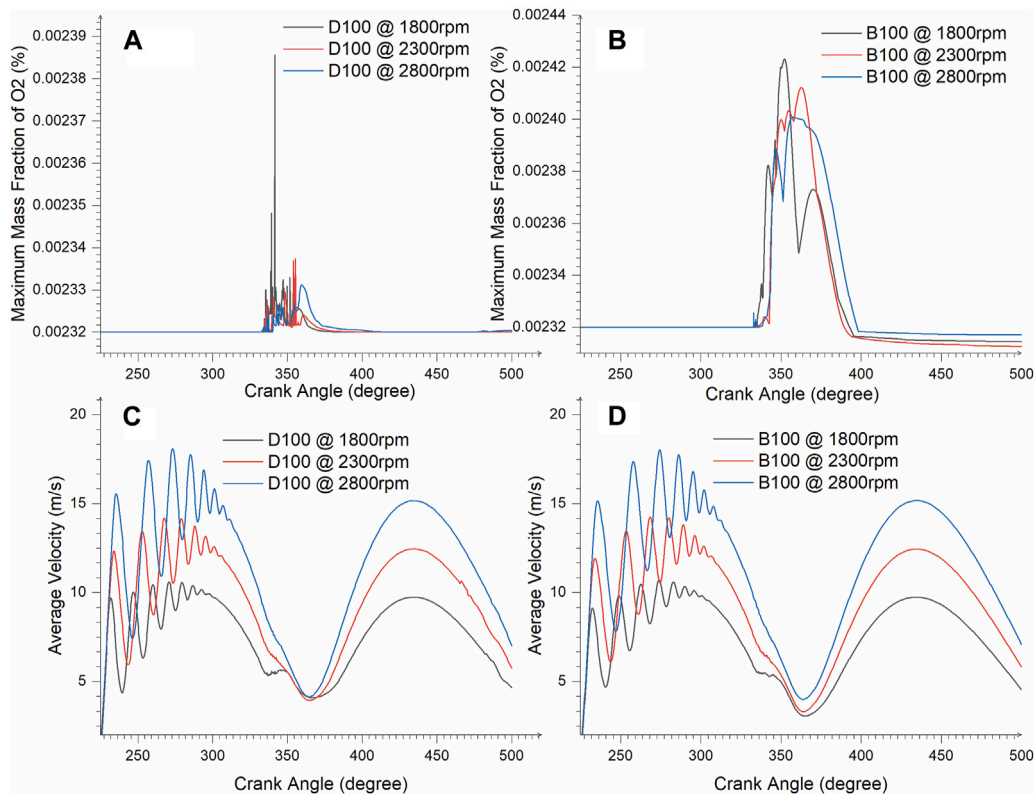 A
D100 @ 1800rpm
D100 @ 2300rpm
D100 @ 2800rpm
Maximum Mass Fraction of O2 (%)
0.00239
0.00238
0.00237
0.00236
0.00235
0.00234
0.00233
0.00232
250 300 350 400 450 500
Crank Angle (degree)
B
B100 @ 1800rpm
B100 @ 2300rpm
B100 @ 2800rpm
Maximum Mass Fraction of O2 (%)
0.00244
0.00242
0.00240
0.00238
0.00236
0.00234
0.00232
250 300 350 400 450 500
Crank Angle (degree)
C
D100 @ 1800rpm
D100 @ 2300rpm
D100 @ 2800rpm
Average Velocity (m/s)
20
15
10
5
250 300 350 400 450 500
Crank Angle (degree)
D
B100 @ 1800rpm
B100 @ 2300rpm
B100 @ 2800rpm
Average Velocity (m/s)
20
15
10
5
250 300 350 400 450 500
Crank Angle (degree)